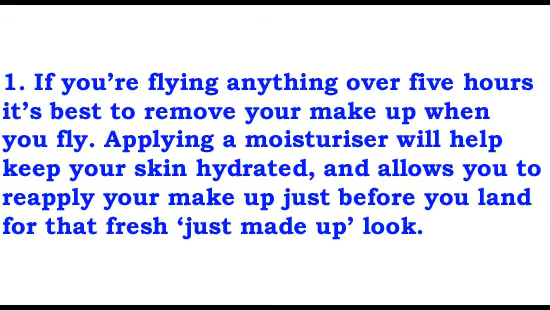 1. If you’re flying anything over five hours
it’s best to remove your make up when
you fly. Applying a moisturiser will help
keep your skin hydrated, and allows you to
reapply your make up just before you land
for that fresh ‘just made up’ look.